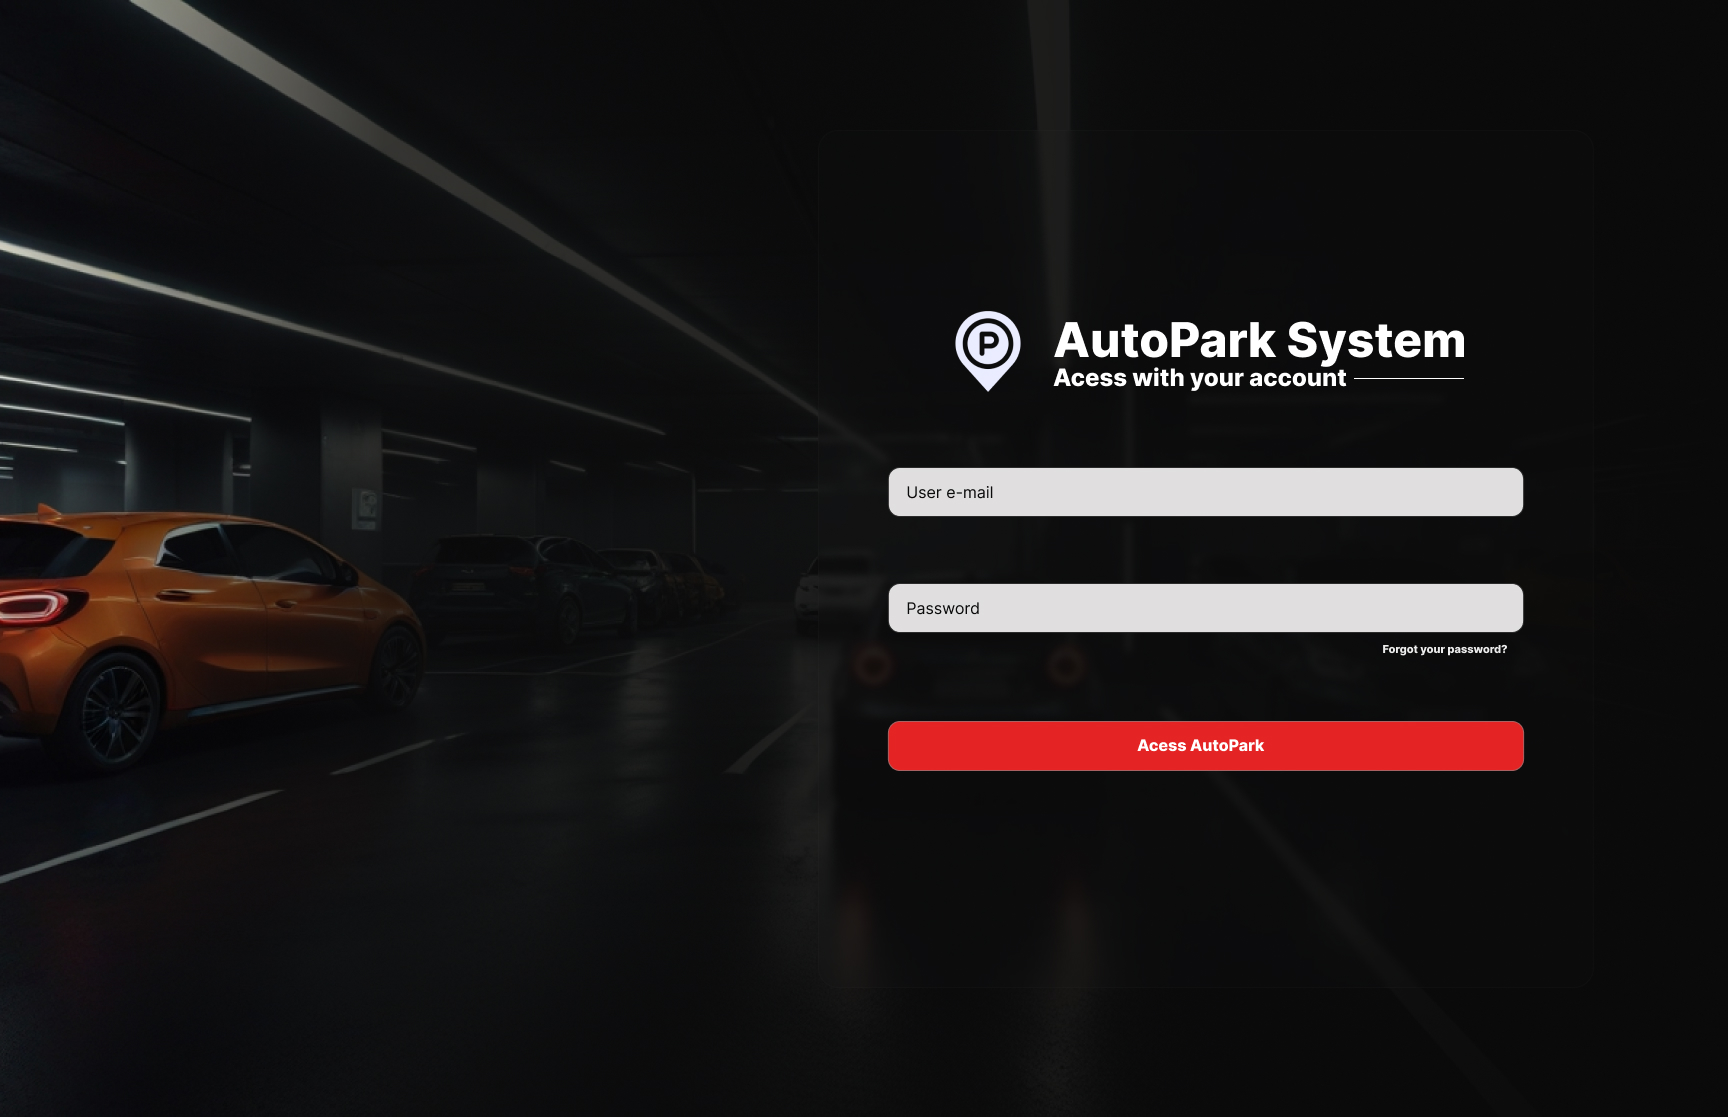 P
AutoPark System
Acess with your account
User e-mail
Password
Forgot your password?
Acess AutoPark